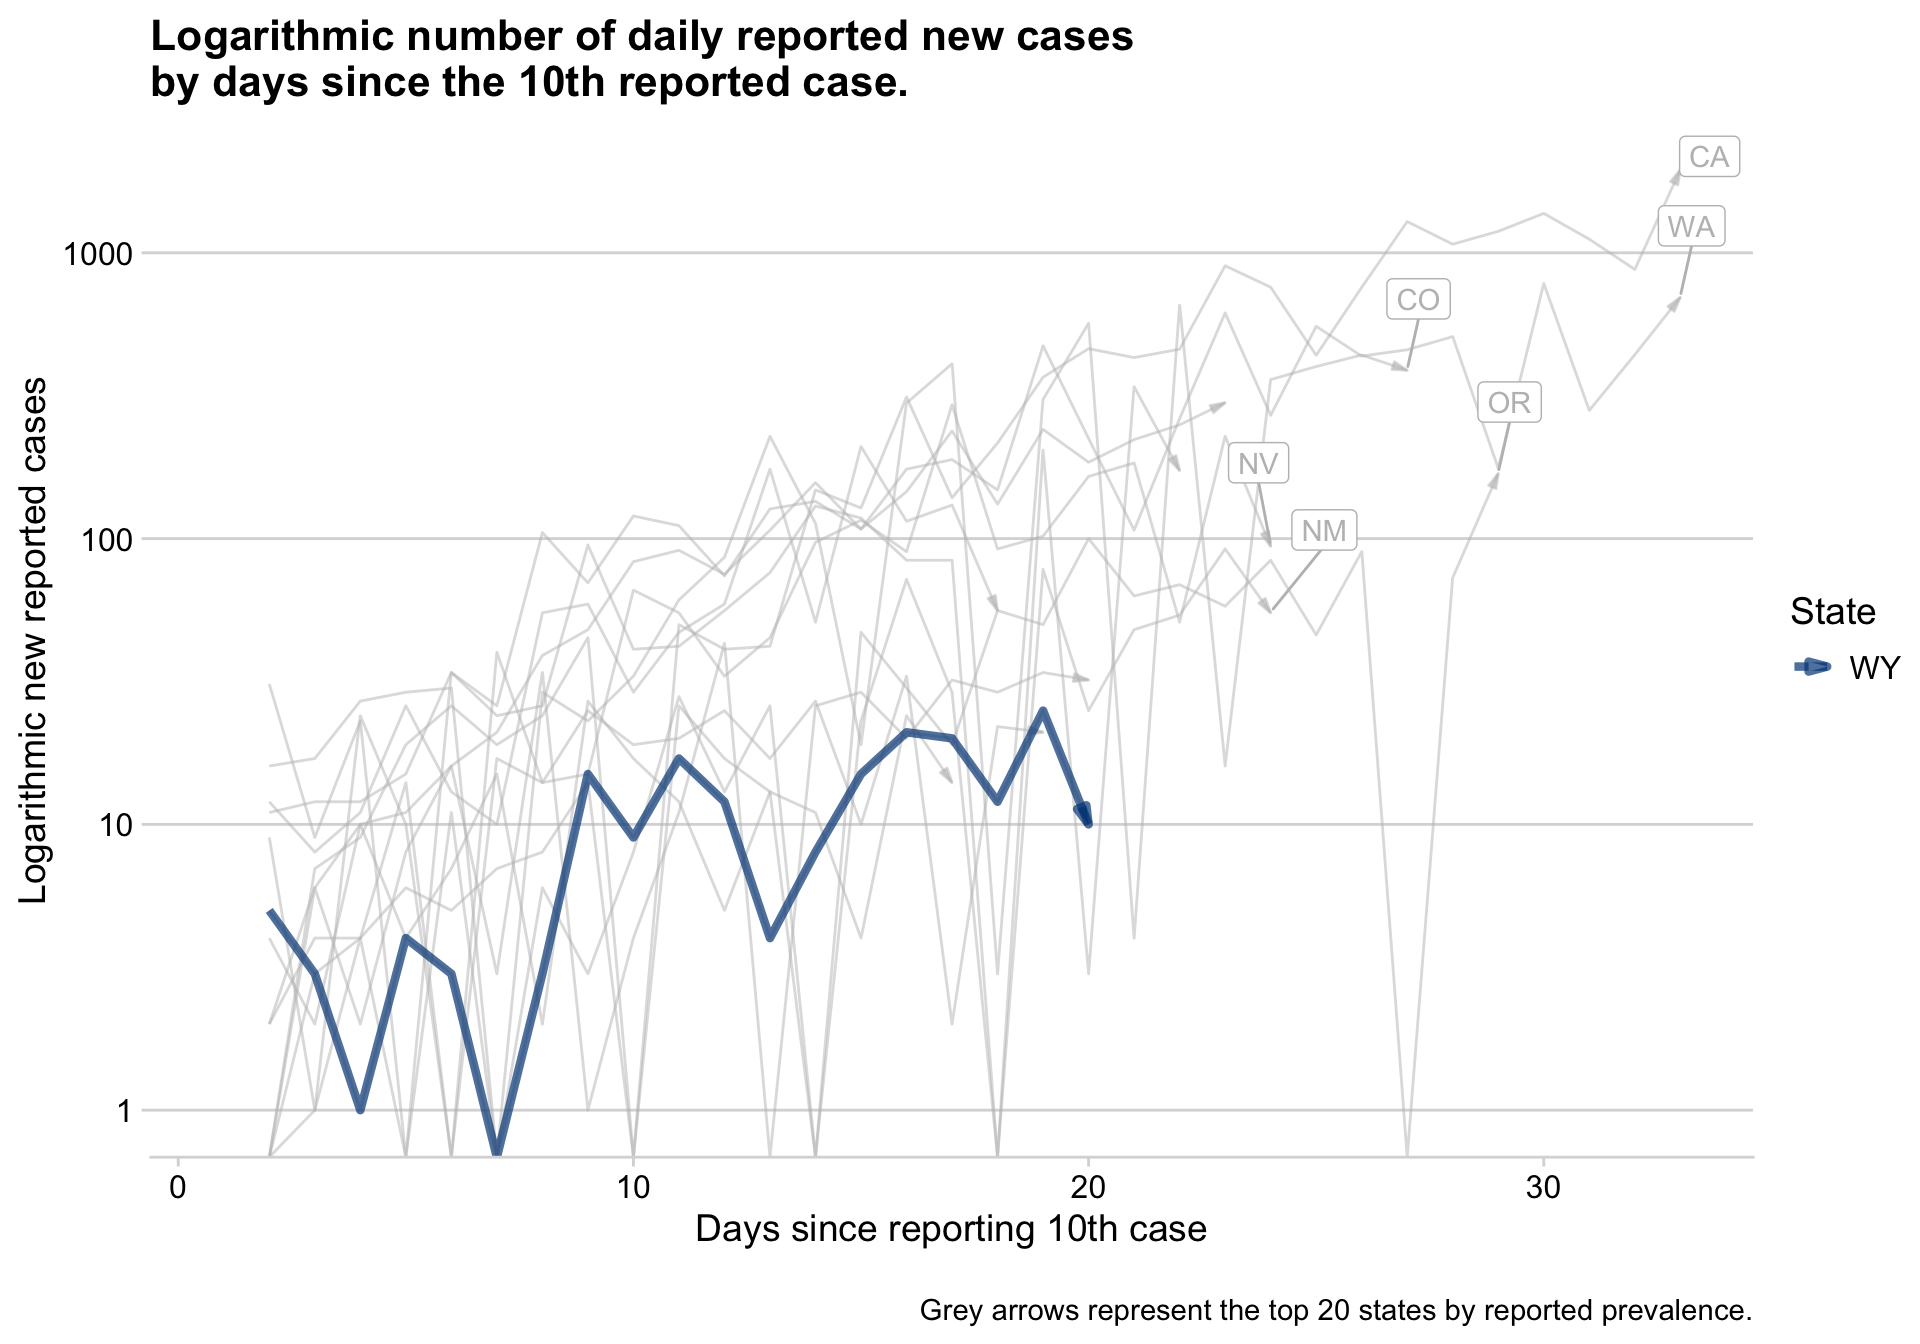 Logarithmic number of daily reported new cases
by days since the 10th reported case.
CA
WA
1000
CO
OR
NV
NM
100
Logarithmic new reported cases
State
WY
10
1
0 10 20 30
Days since reporting 10th case
Grey arrows represent the top 20 states by reported prevalence.